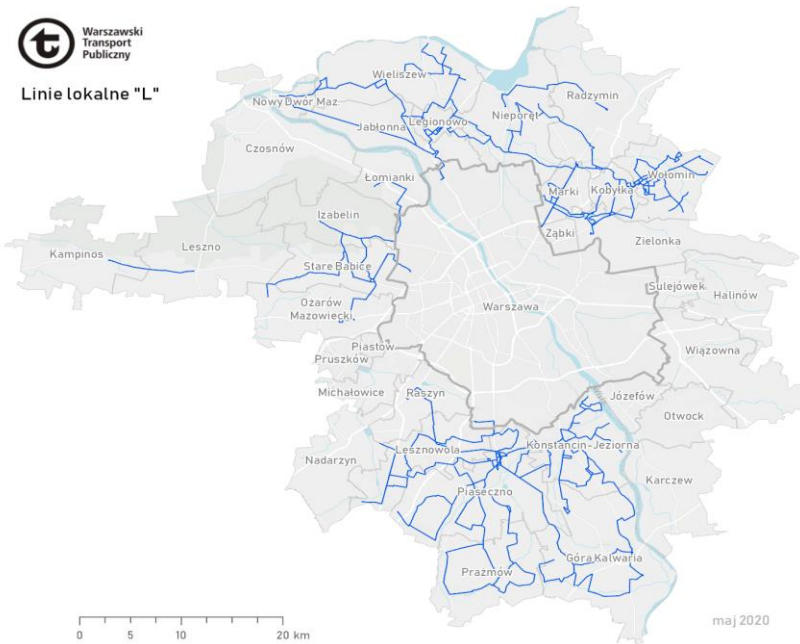 Warszawski
Transport
Publiczny
Linie lokalne "L"
Wieliszew
Radzymin
Nowy Dwór Maz.
Legionowo
Nieporęt
Jabłonna
Czosnów
Łomianki
Wołomin
Marki
Kobyłka
Izabelin
Ząbki
Zielonka
Kampinos
Leszno
Stare Babice
Sulejówek
Halinów
Ożarów
Mazowiecki
Warszawa
Wiązowna
Piastów
Pruszków
Michałowice
Raszyn
Józefów
Otwock
Nadarzyn
Lesznowola
Konstancin-Jeziorna
Karczew
Piaseczno
Góra Kalwaria
Prażmów
0 5 10 20 km
maj 2020